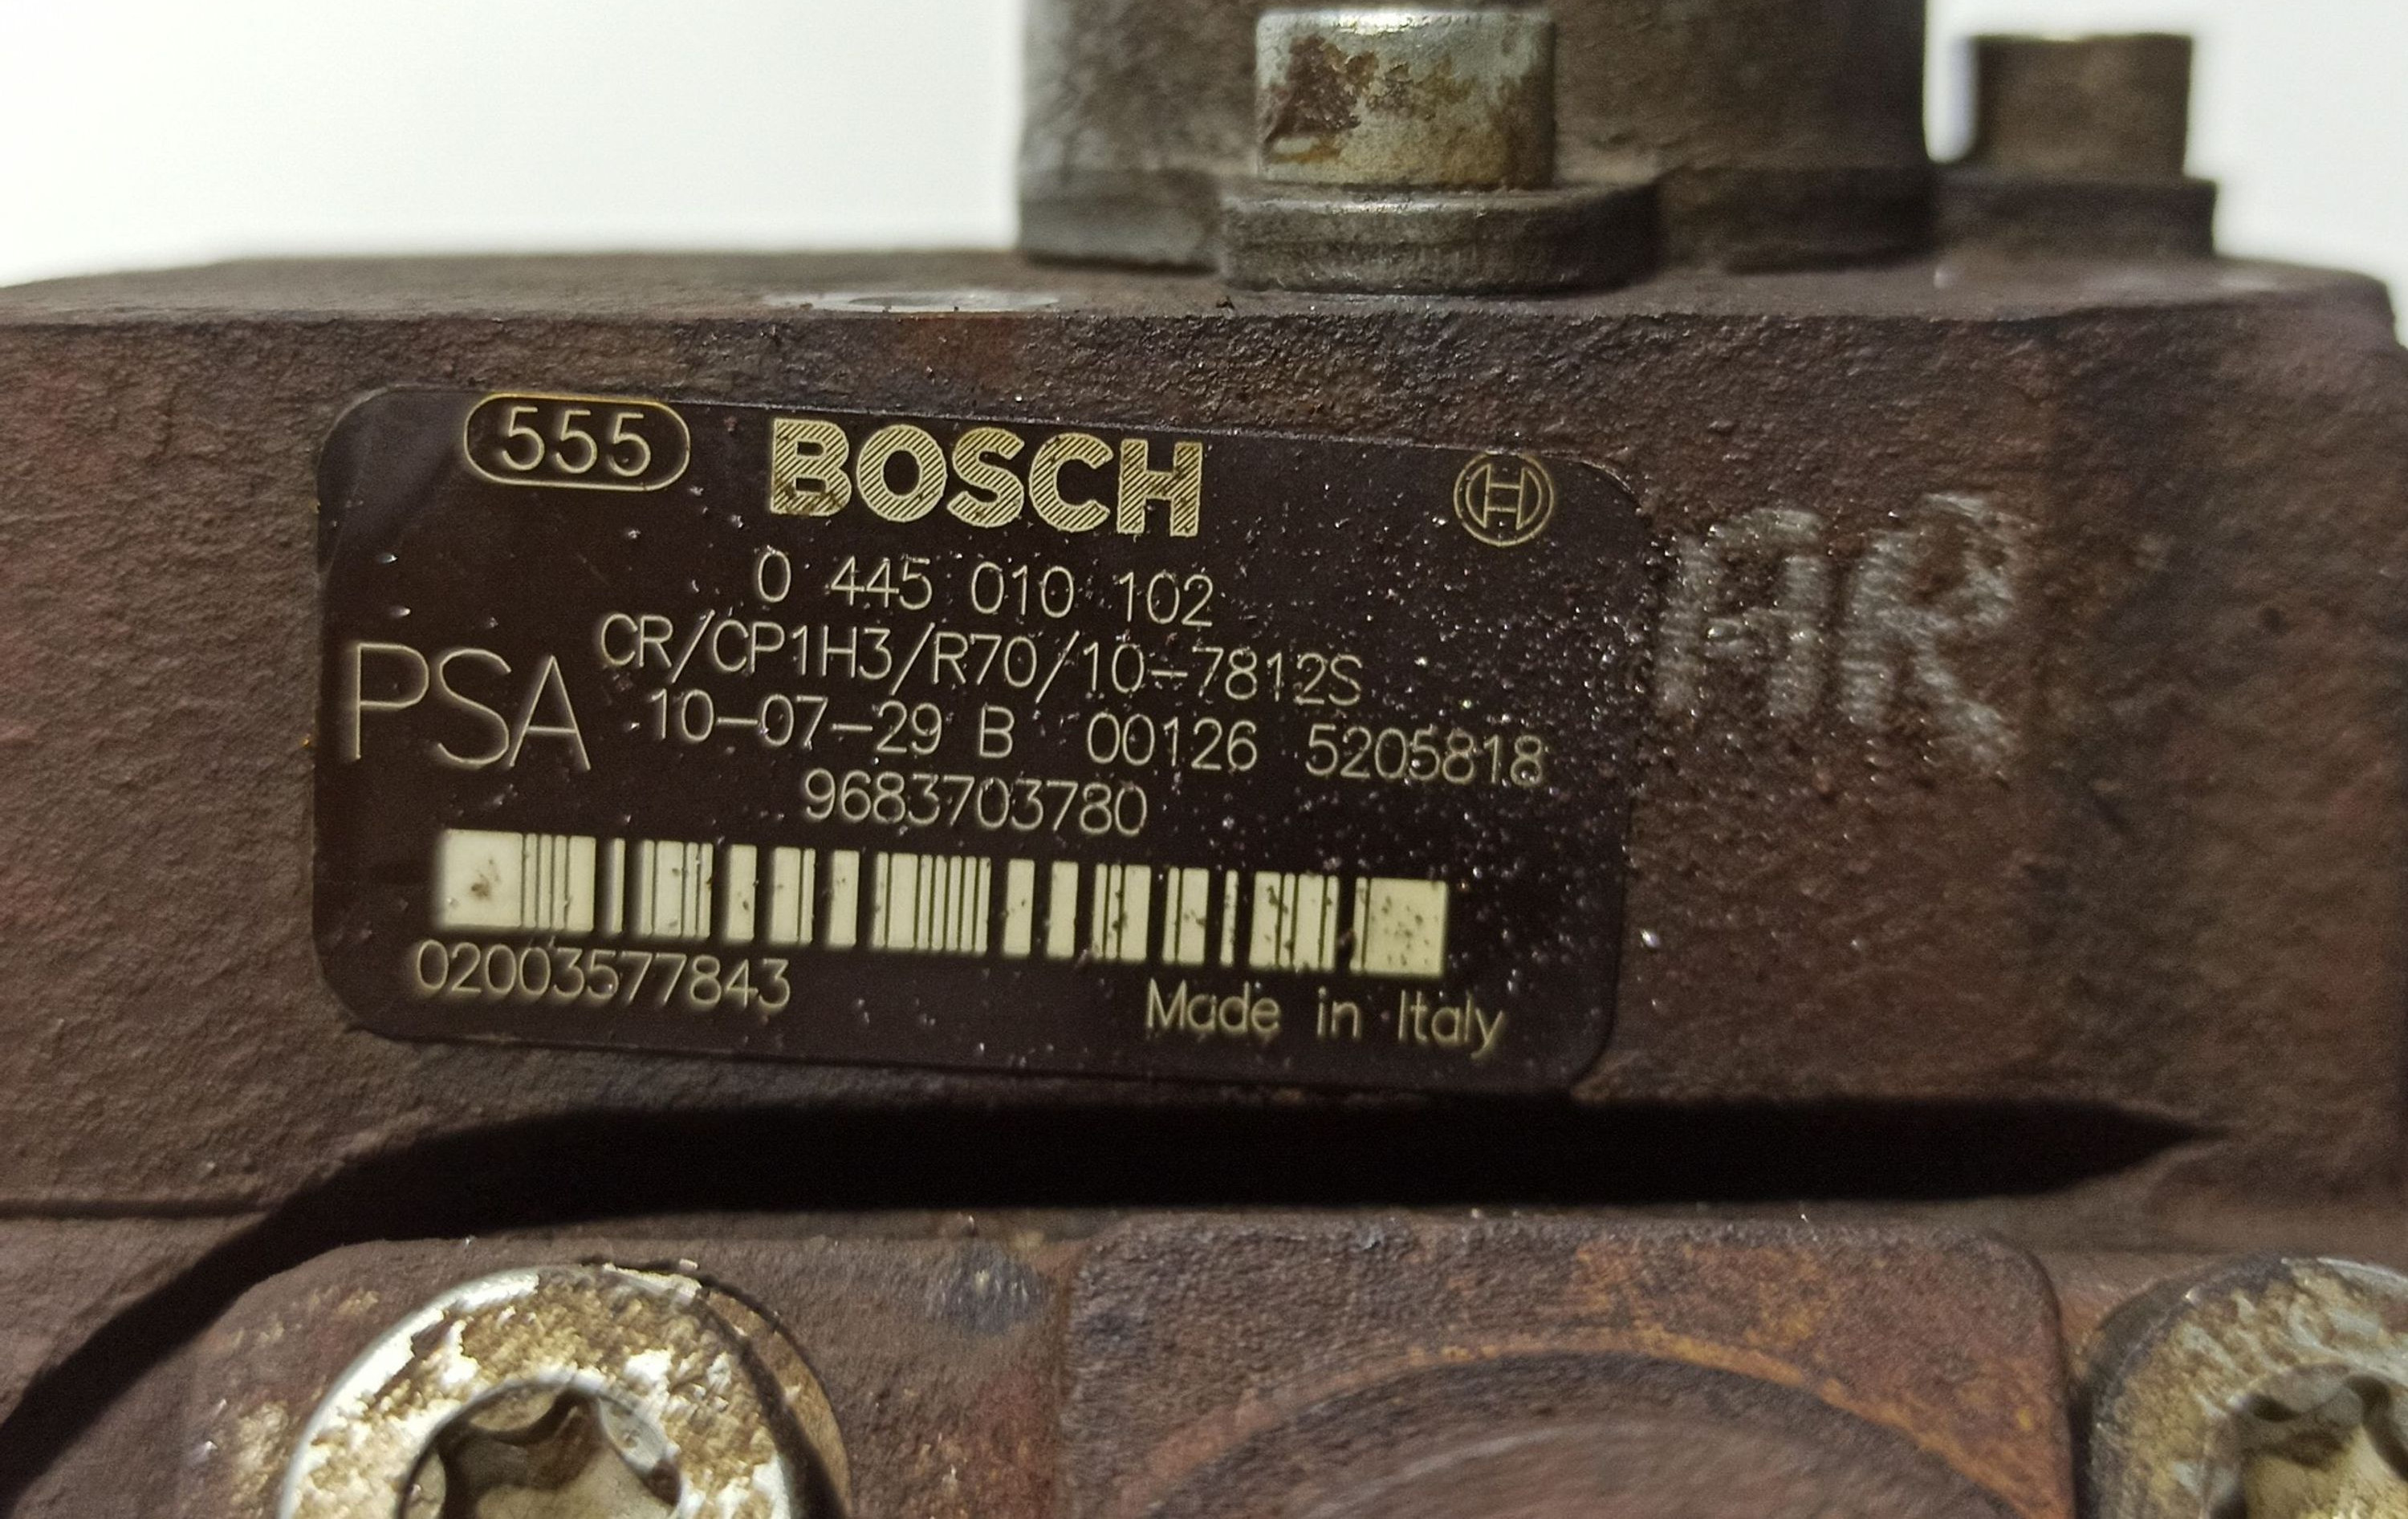 555 BOSCH
0 445 010 102
CR/CP1H3/R70/10-7812S
PSA
10-07-29 B 00126 5205818
9683703780
02003577843
Made in Italy
AR